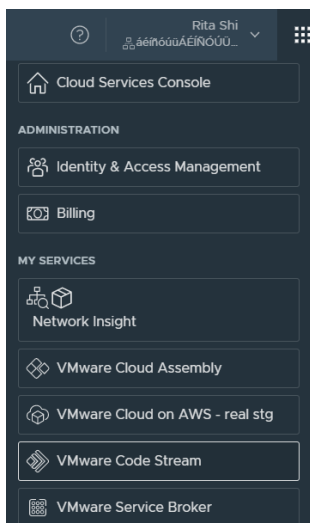 Rita Shi
áéíñóúüÁÉÍÑÓÚÜ...
Cloud Services Console
ADMINISTRATION
Identity & Access Management
Billing
MY SERVICES
Network Insight
VMware Cloud Assembly
VMware Cloud on AWS - real stg
VMware Code Stream
VMware Service Broker